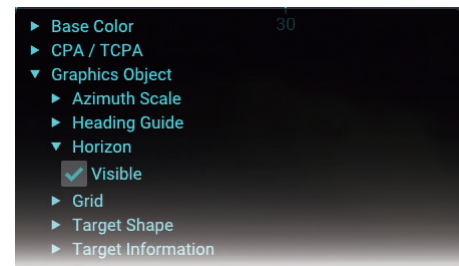 30
Base Color
CPA / TCPA
Graphics Object
Azimuth Scale
Heading Guide
Horizon
Visible
Grid
Target Shape
Target Information